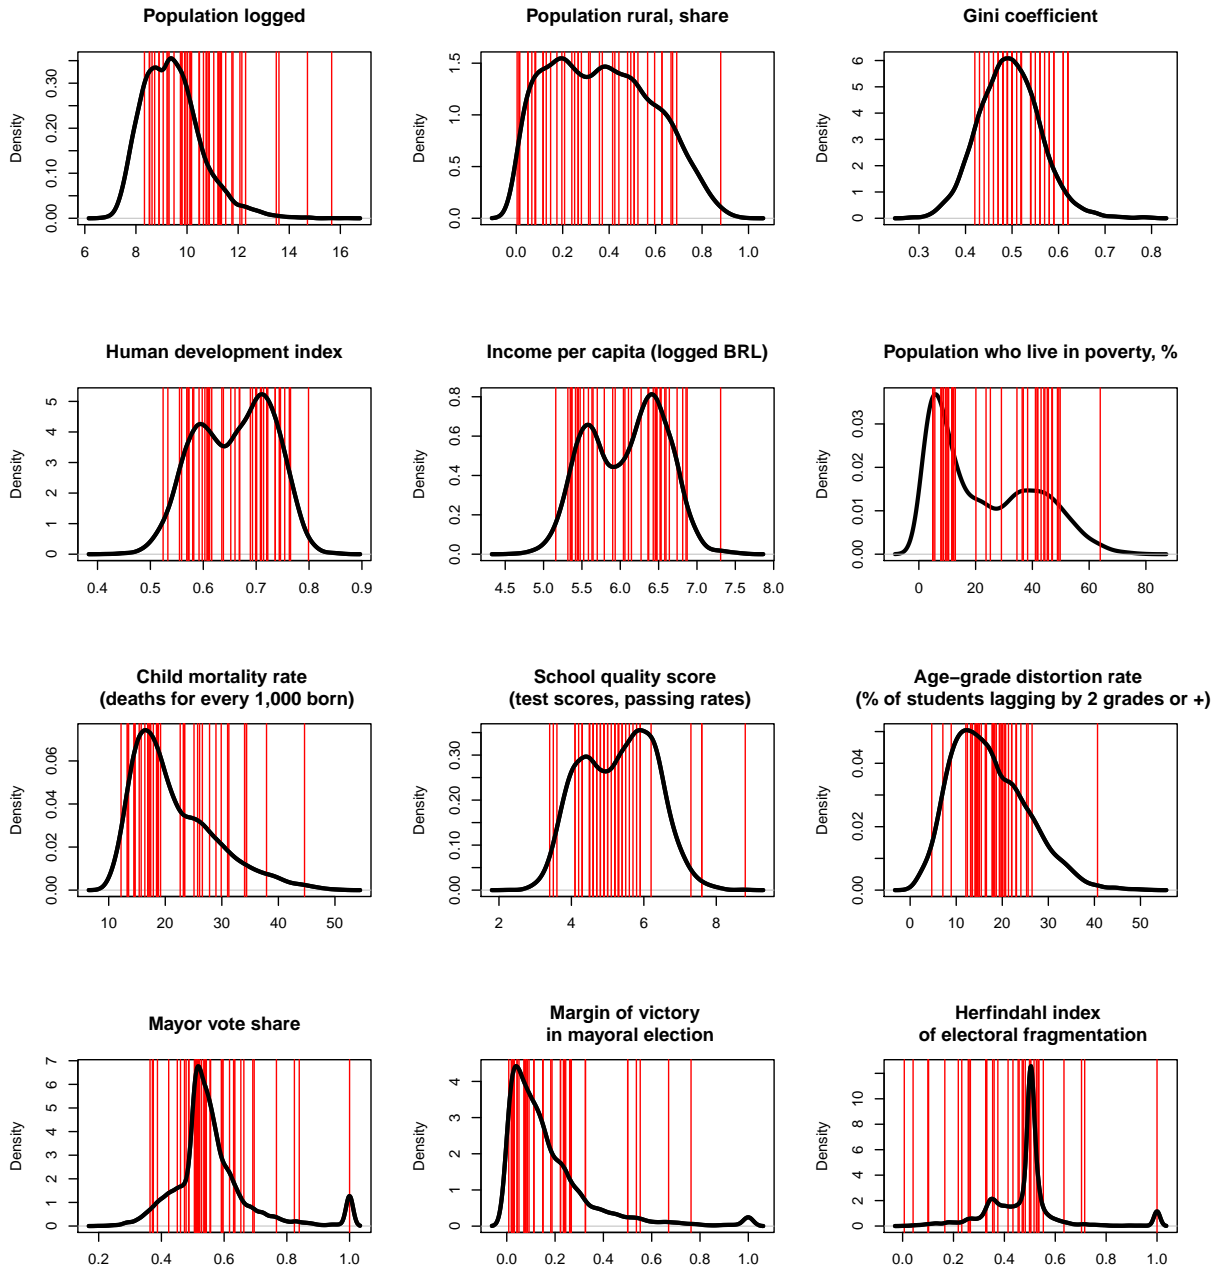 Population logged
Density
0.00 0.10 0.20 0.30
6 8 10 12 14 16
Population rural, share
Density
0.0 0.5 1.0 1.5
0.0 0.2 0.4 0.6 0.8 1.0
Gini coefficient
Density
0 1 2 3 4 5 6
0.3 0.4 0.5 0.6 0.7 0.8
Human development index
Density
0 1 2 3 4 5
0.4 0.5 0.6 0.7 0.8 0.9
Income per capita (logged BRL)
Density
0.0 0.2 0.4 0.6 0.8
4.5 5.0 5.5 6.0 6.5 7.0 7.5 8.0
Population who live in poverty, %
Density
0.00 0.01 0.02 0.03
0 20 40 60 80
Child mortality rate
(deaths for every 1,000 born)
Density
0.00 0.02 0.04 0.06
10 20 30 40 50
School quality score
(test scores, passing rates)
Density
0.00 0.10 0.20 0.30
2 4 6 8
Age−grade distortion rate
(% of students lagging by 2 grades or +)
Density
0.00 0.02 0.04
0 10 20 30 40 50
Mayor vote share
Density
0 1 2 3 4 5 6 7
0.2 0.4 0.6 0.8 1.0
Margin of victory
in mayoral election
Density
0 1 2 3 4
0.0 0.2 0.4 0.6 0.8 1.0
Herfindahl index
of electoral fragmentation
Density
0 2 4 6 8 10
0.0 0.2 0.4 0.6 0.8 1.0